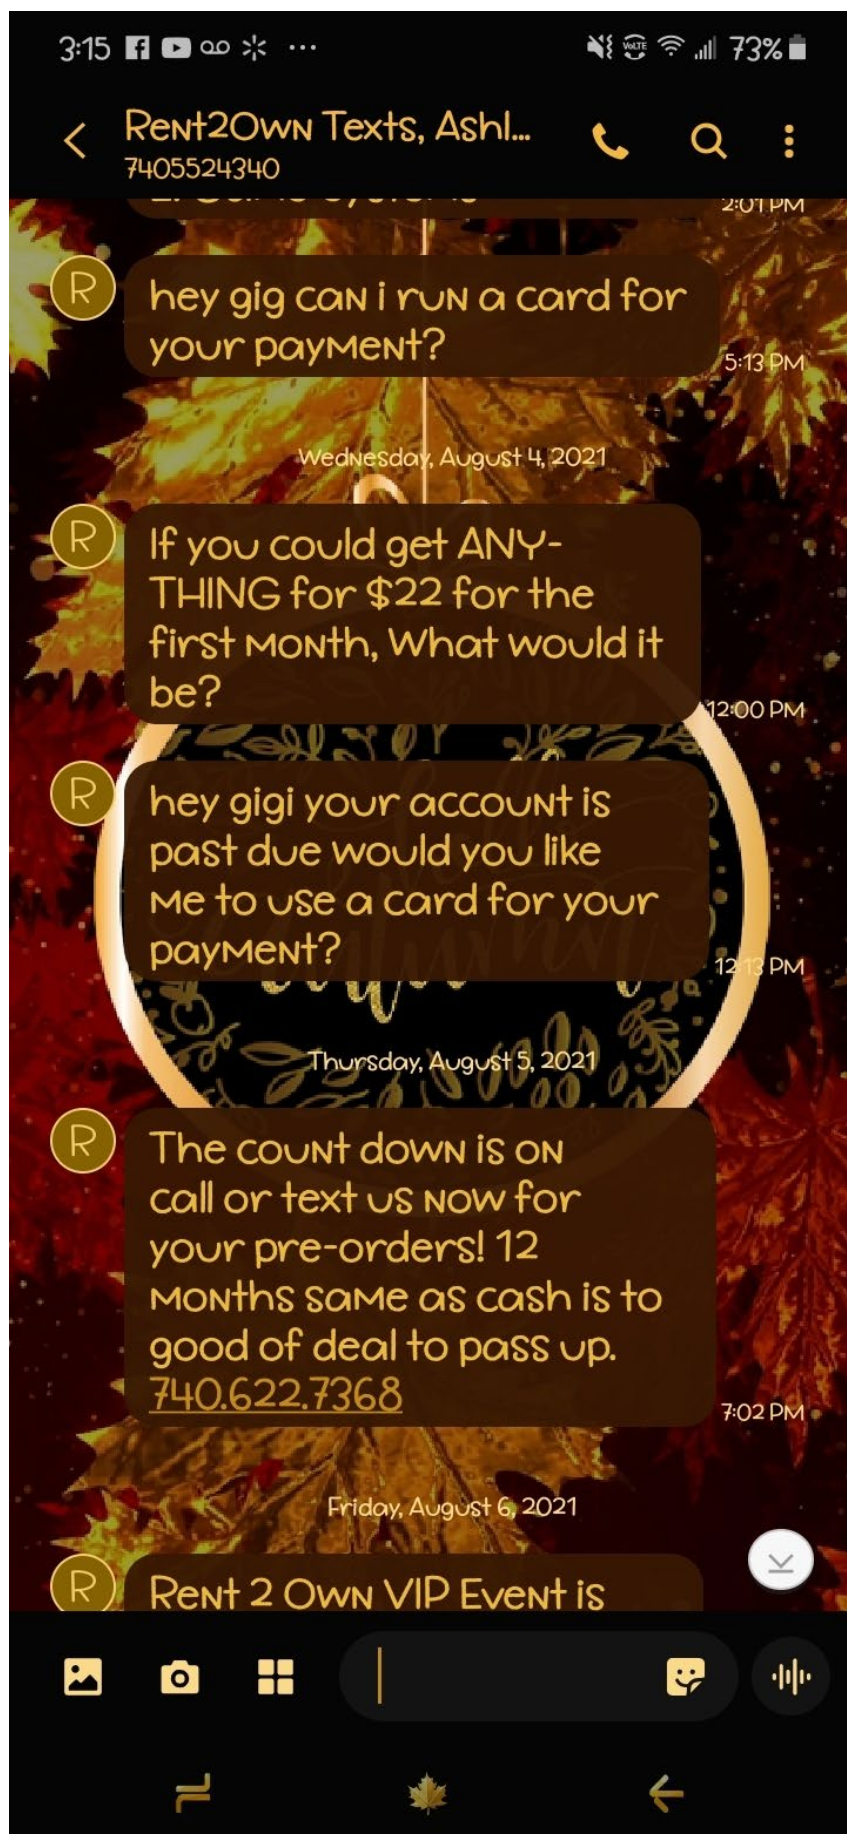 3:15 ... VoLTE 73%
Rent2Own Texts, Ashl...
7405524340
2:01 PM
R
hey gig can i run a card for
your payment?
5:13 PM
Wednesday, August 4, 2021
R
If you could get ANY-
THING for $22 for the
first month, What would it
be?
12:00 PM
R
hey gigi your account is
past due would you like
me to use a card for your
payment?
12:13 PM
Thursday, August 5, 2021
R
The count down is on
call or text us now for
your pre-orders! 12
months same as cash is to
good of deal to pass up.
740.622.7368
7:02 PM
Friday, August 6, 2021
R
Rent 2 Own VIP Event is